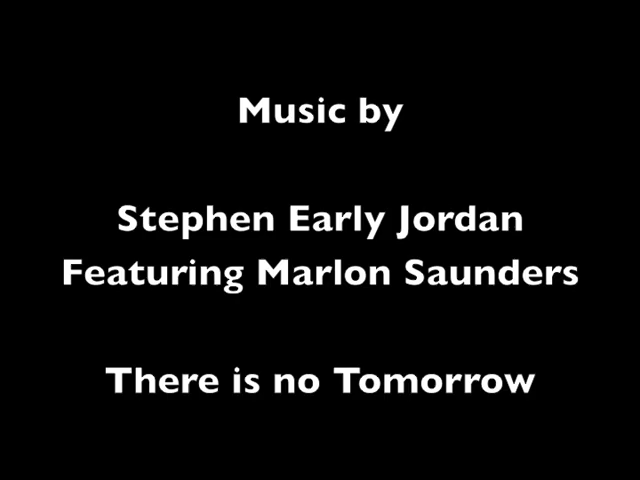 Music by
Stephen Early Jordan
Featuring Marlon Saunders
There is no Tomorrow